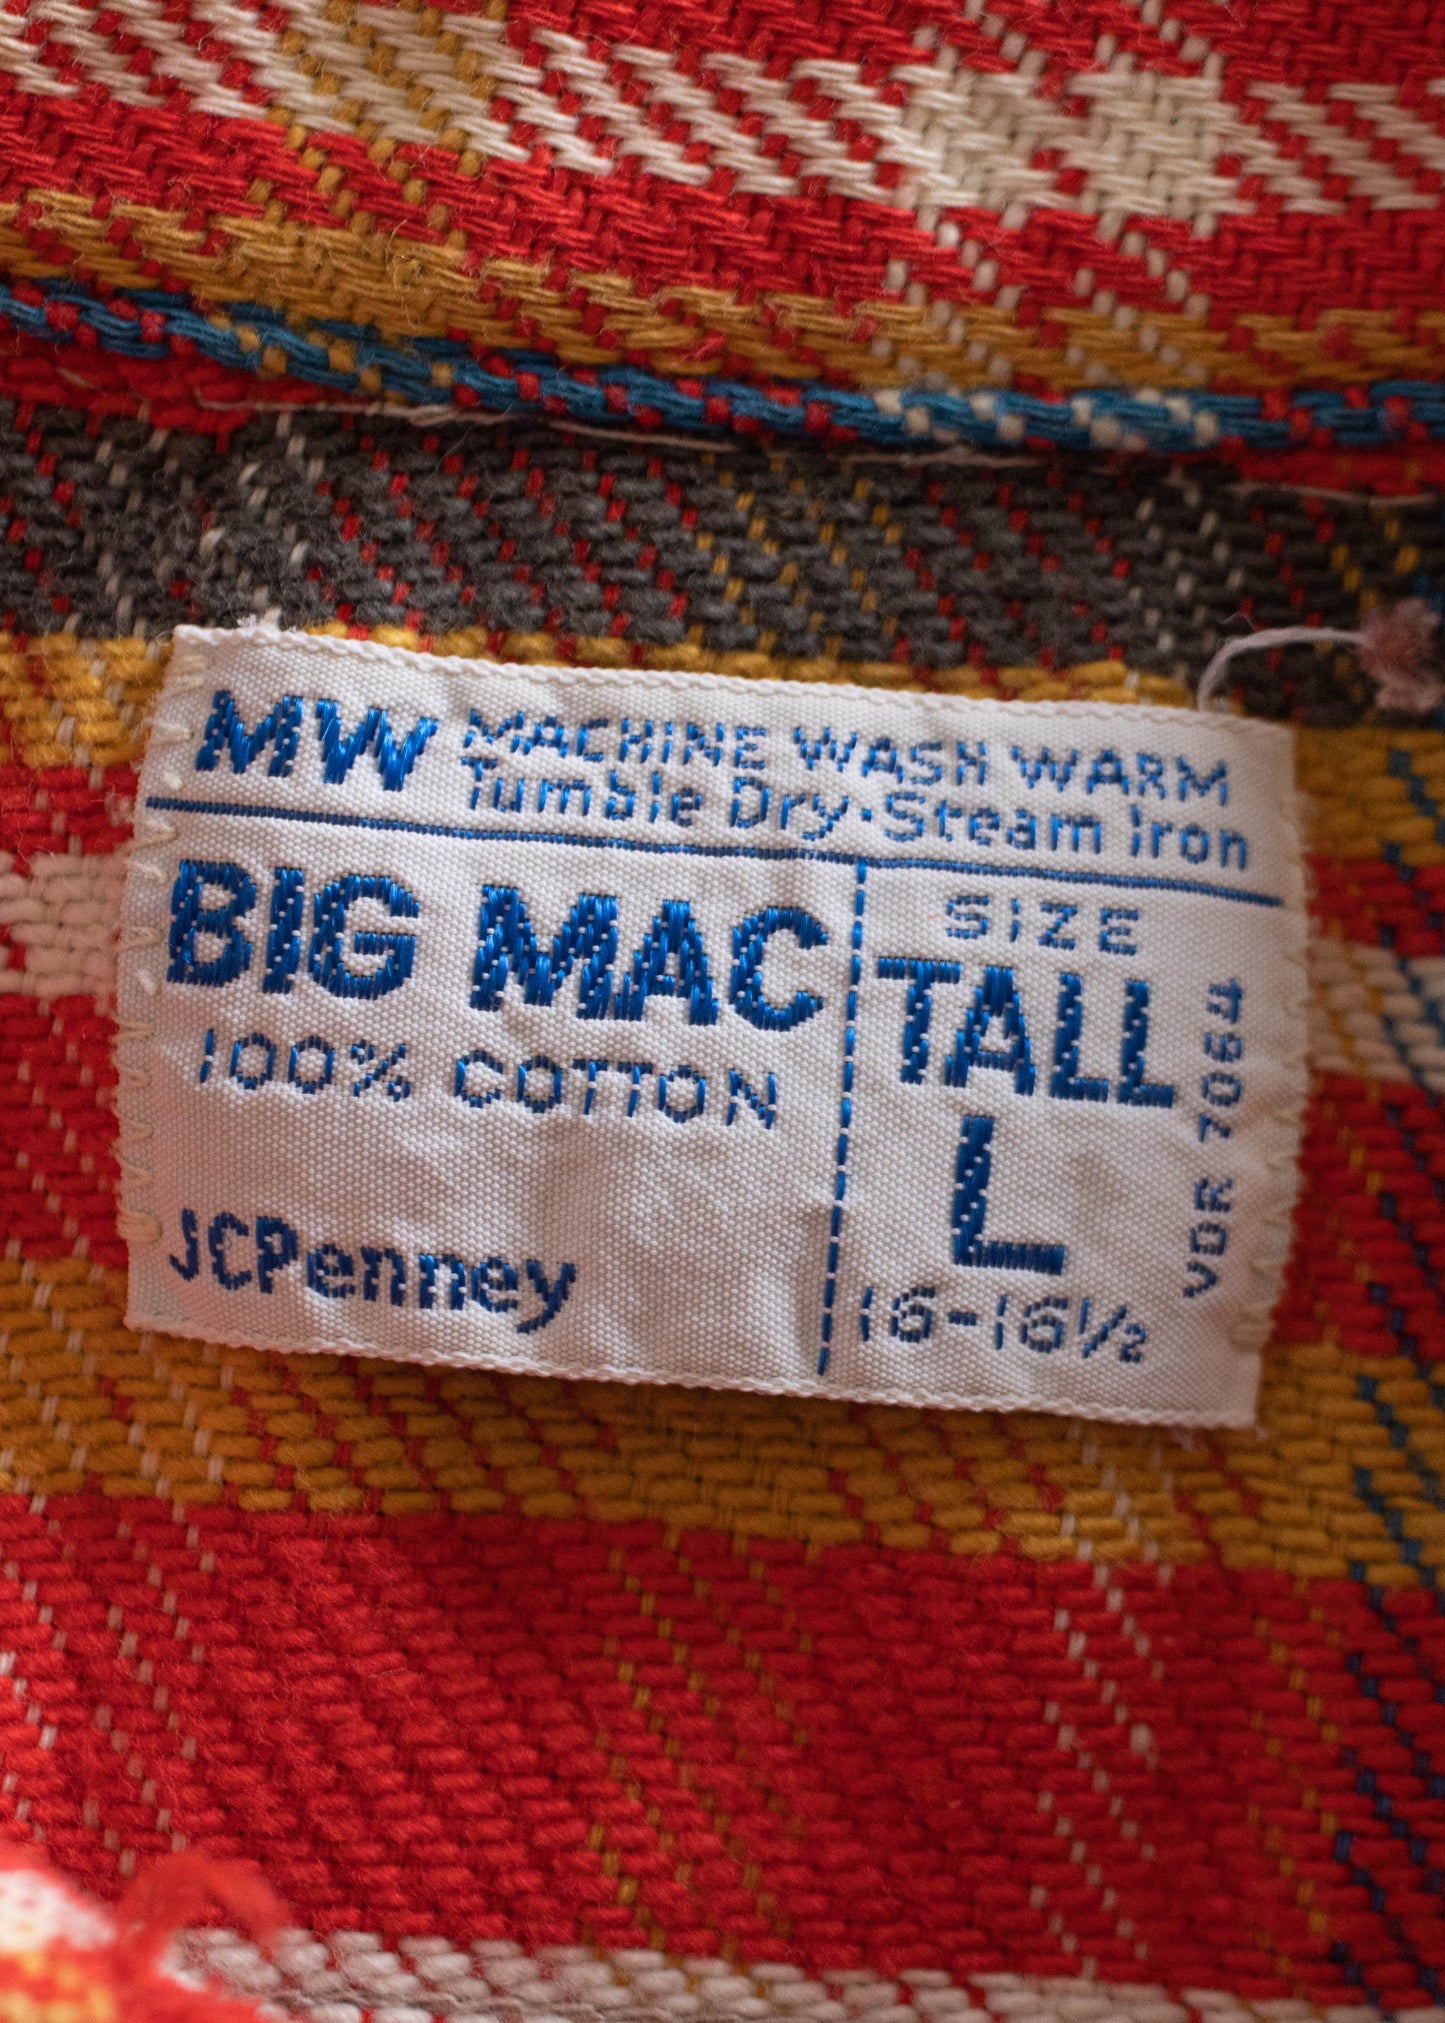 MW MACHINE WASH WARM
Tumble Dry·Steam Iron
BIG MAC
100% COTTON
JCPenney
SIZE
TALL
L
16-16½
VDR 7064